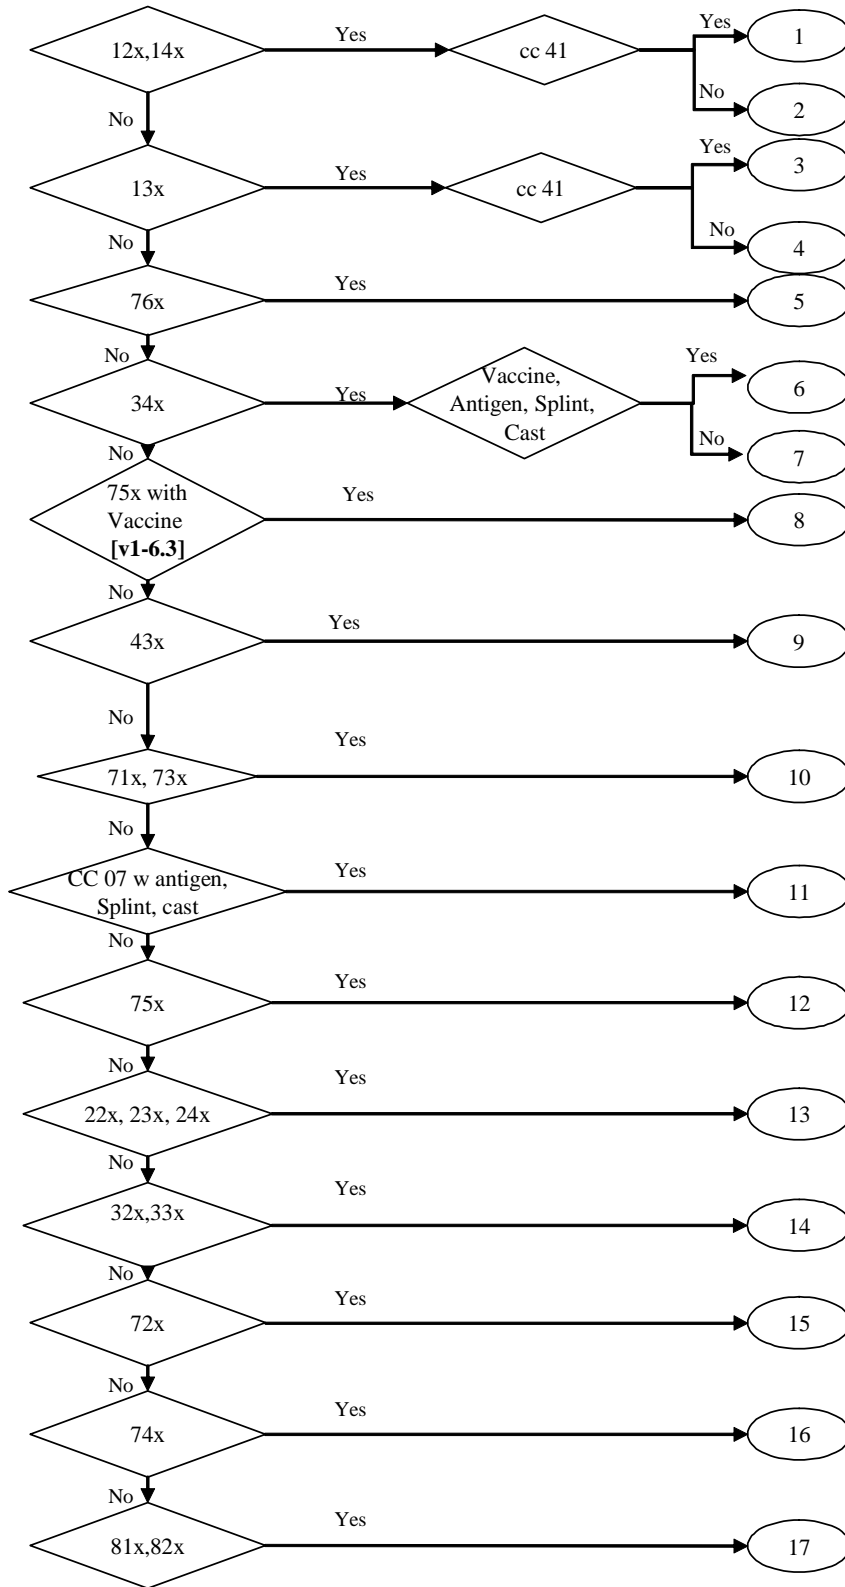 12x,14x
Yes
cc 41
Yes
1
No
2
No
13x
Yes
cc 41
Yes
3
No
4
No
76x
Yes
5
No
34x
Yes
Vaccine,
Antigen, Splint,
Cast
Yes
6
No
7
No
75x with
Vaccine
[v1-6.3]
Yes
8
No
43x
Yes
9
No
71x, 73x
Yes
10
No
CC 07 w antigen,
Splint, cast
Yes
11
No
75x
Yes
12
No
22x, 23x, 24x
Yes
13
No
32x,33x
Yes
14
No
72x
Yes
15
No
74x
Yes
16
No
81x,82x
Yes
17